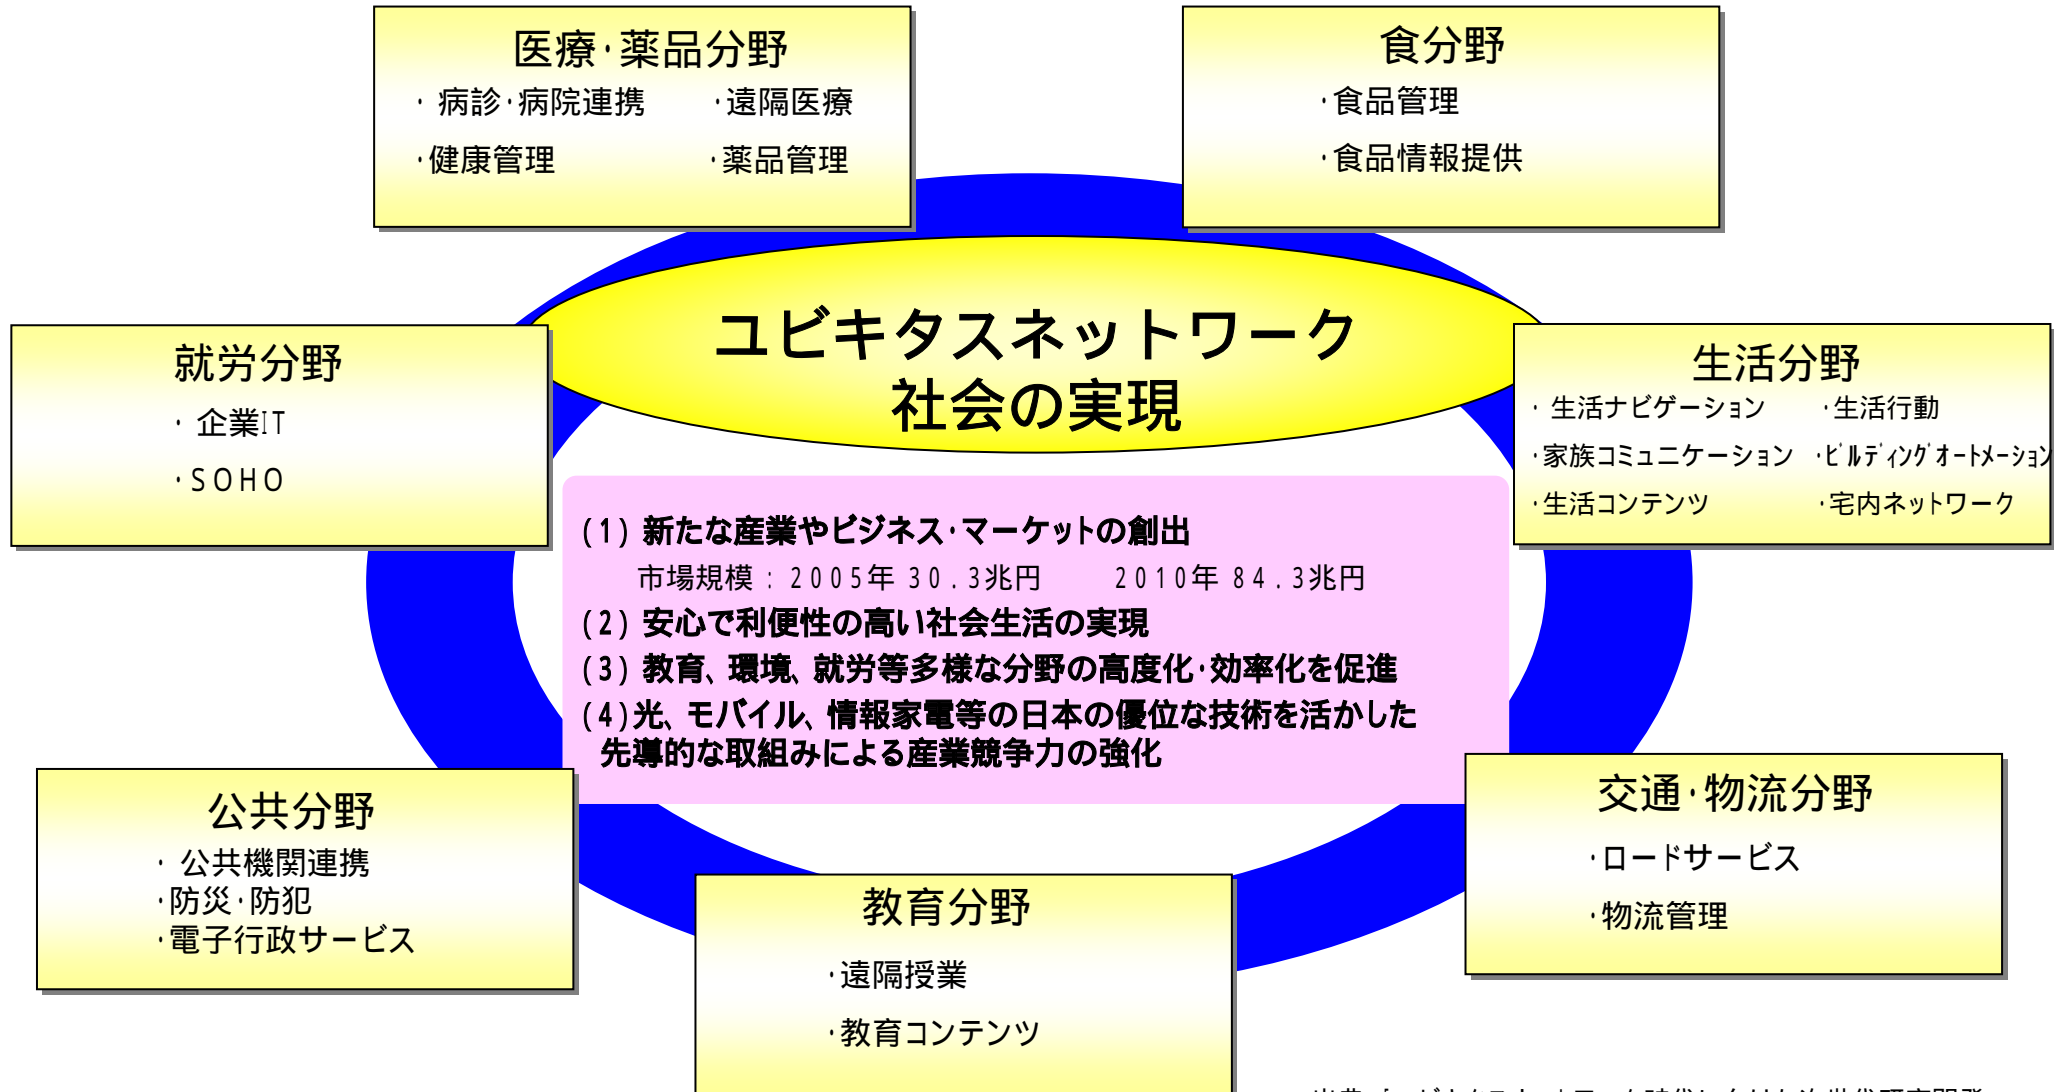 医療・薬品分野
・ 病診・病院連携 ・遠隔医療
・健康管理 ・薬品管理
食分野
・食品管理
・食品情報提供
ユビキタスネットワーク
社会の実現
就労分野
・ 企業IT
・SOHO
生活分野
・ 生活ナビゲーション ・生活行動
・家族コミュニケーション ・ビルディングオートメーション
・生活コンテンツ ・宅内ネットワーク
(1) 新たな産業やビジネス・マーケットの創出
市場規模：2005年 30.3兆円 2010年 84.3兆円
(2) 安心で利便性の高い社会生活の実現
(3) 教育、環境、就労等多様な分野の高度化・効率化を促進
(4)光、モバイル、情報家電等の日本の優位な技術を活かした
先導的な取組みによる産業競争力の強化
公共分野
・ 公共機関連携
・防災・防犯
・電子行政サービス
教育分野
・遠隔授業
・教育コンテンツ
交通・物流分野
・ロードサービス
・物流管理